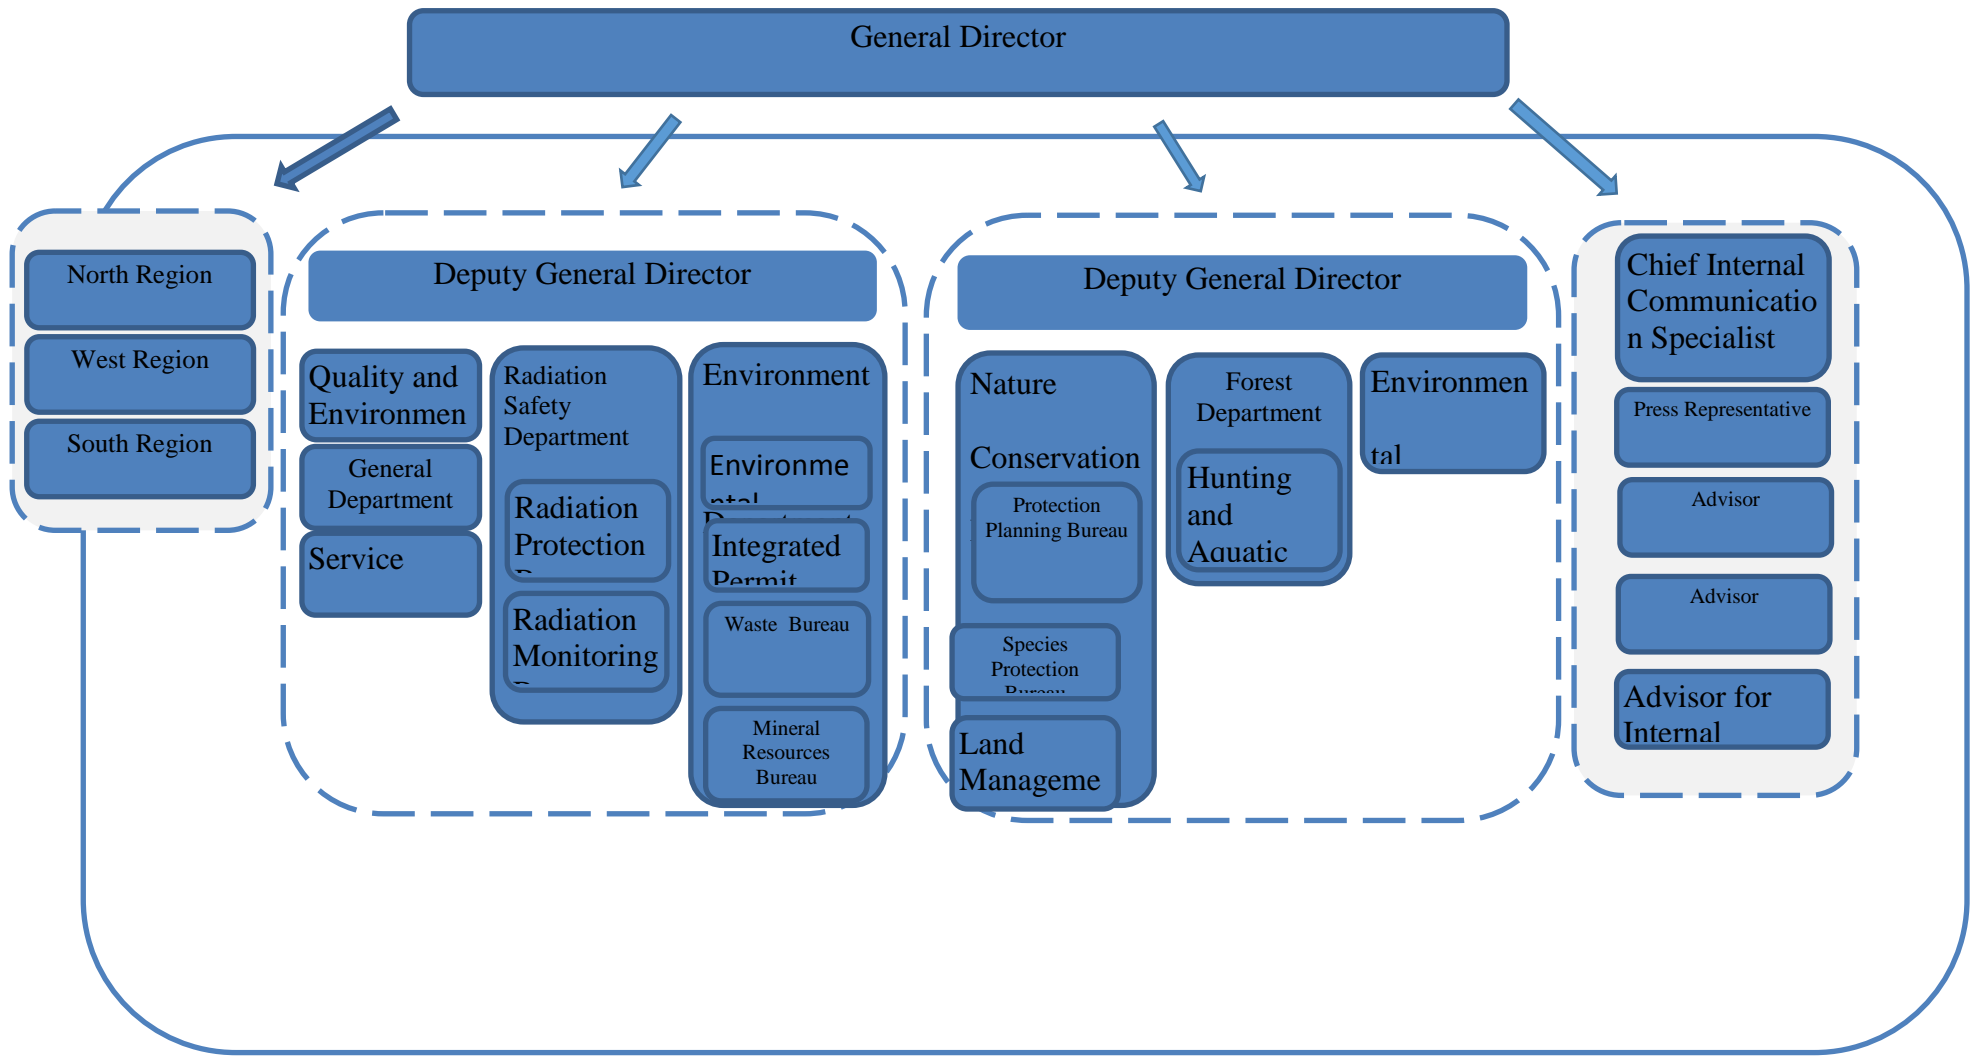 General Director
North Region
West Region
South Region
Deputy General Director
Quality and
Environmen
General
Department
Service
Radiation
Safety
Department
Radiation
Protection
Radiation
Monitoring
Environment
Environme
ntal
Integrated
Permit
Waste Bureau
Mineral
Resources
Bureau
Deputy General Director
Nature
Conservation
Protection
Planning Bureau
Species
Protection
Bureau
Land
Manageme
Forest
Department
Hunting
and
Aquatic
Environmen
tal
Chief Internal
Communicatio
n Specialist
Press Representative
Advisor
Advisor
Advisor for
Internal